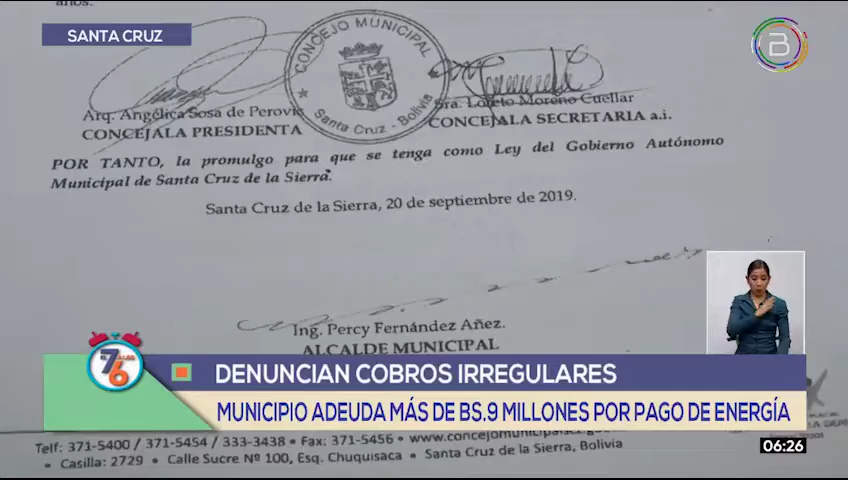 años.
SANTA CRUZ
B
CONCEJO MUNICIPAL
Santa Cruz - Bolivia
Arq. Angélica Sosa de Perovic
CONCEJALA PRESIDENTA
Sra. Loreto Moreno Cuellar
CONCEJALA SECRETARIA a.i.
POR TANTO, la promulgo para que se tenga como Ley del Gobierno Autónomo
Municipal de Santa Cruz de la Sierra.
Santa Cruz de la Sierra, 20 de septiembre de 2019.
Ing. Percy Fernández Añez.
ALCALDE MUNICIPAL
76
DENUNCIAN COBROS IRREGULARES
MUNICIPIO ADEUDA MÁS DE BS.9 MILLONES POR PAGO DE ENERGÍA
06:26
Telf: 371-5400 / 371-5454 / 333-3438 • Fax: 371-5456 •
• Casilla: 2729 • Calle Sucre Nº 100, Esq. Chuquisaca • Santa Cruz de la Sierra, Bolivia